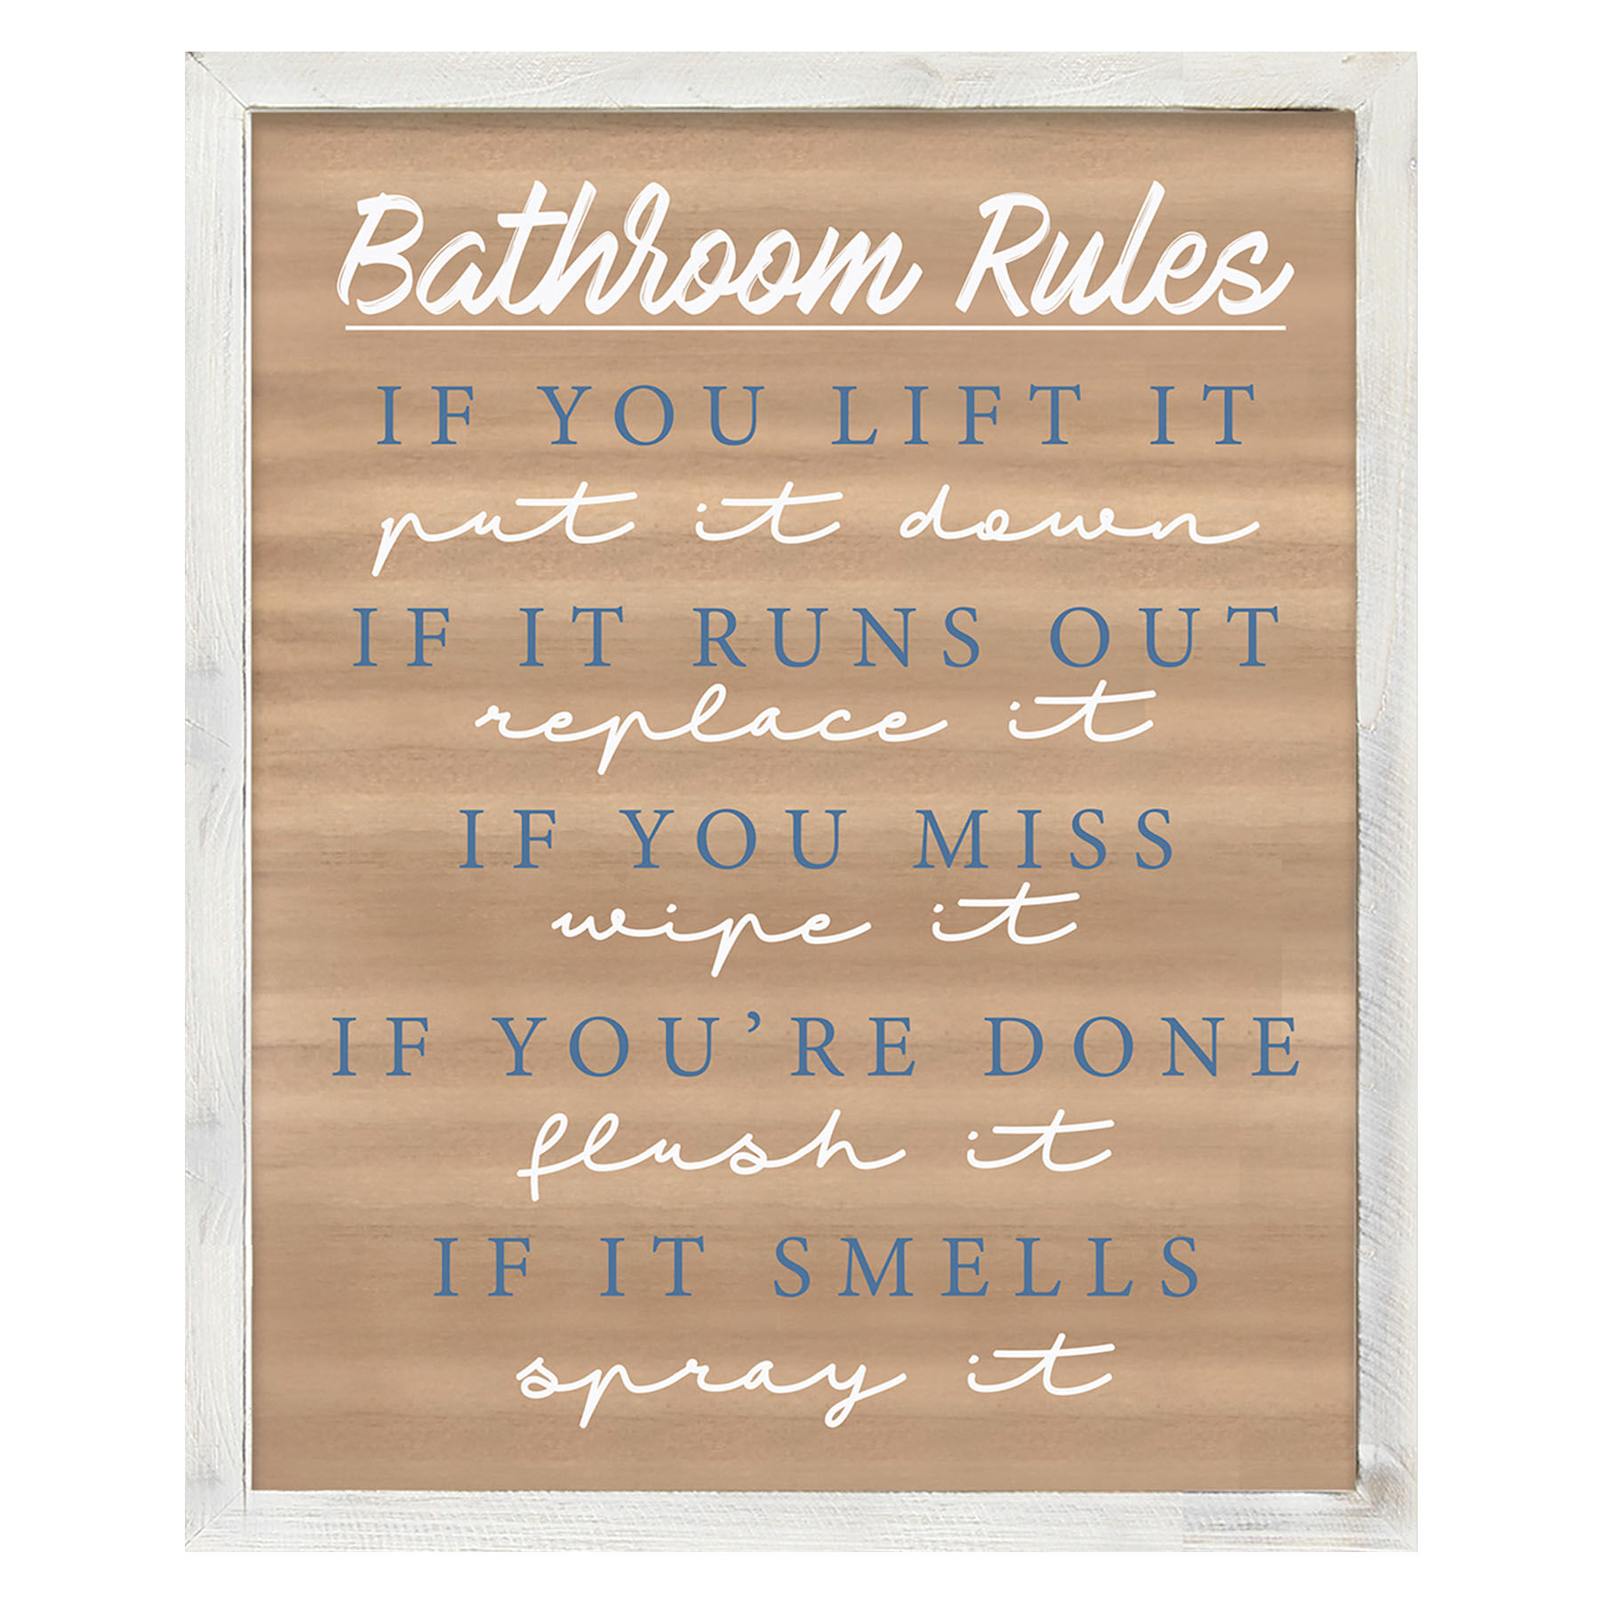 Bathroom Rules
IF YOU LIFT IT
put it down
IF IT RUNS OUT
replace it
IF YOU MISS
wipe it
IF YOU’RE DONE
flush it
IF IT SMELLS
spray it